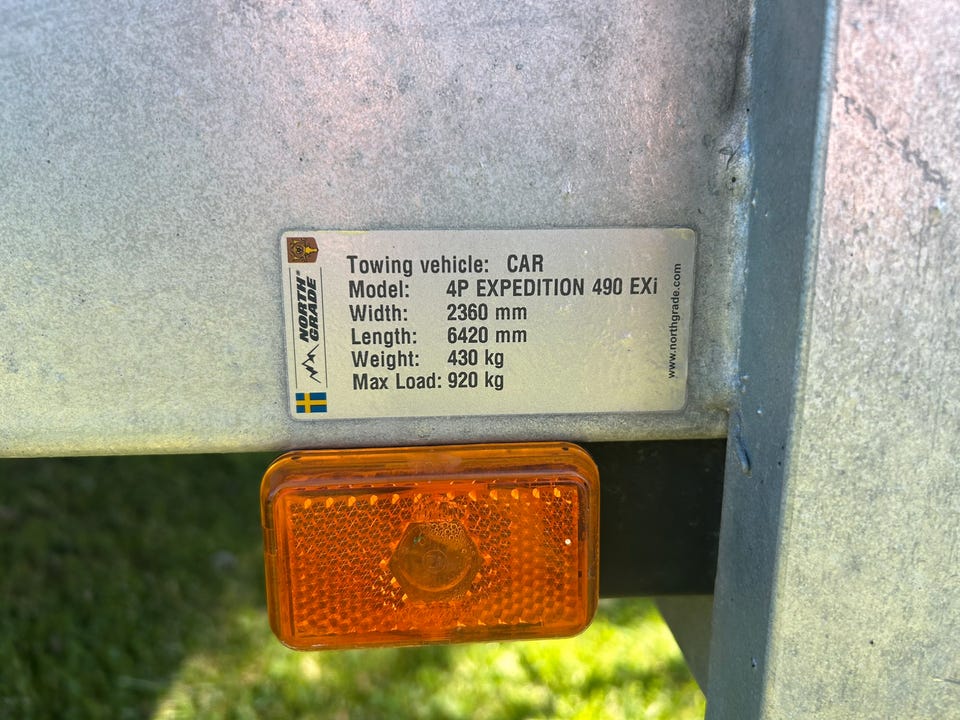 Towing vehicle: CAR
Model: 4P EXPEDITION 490 EXi
Width: 2360 mm
Length: 6420 mm
Weight: 430 kg
Max Load: 920 kg
NORTH®
GRADE
www.northgrade.com